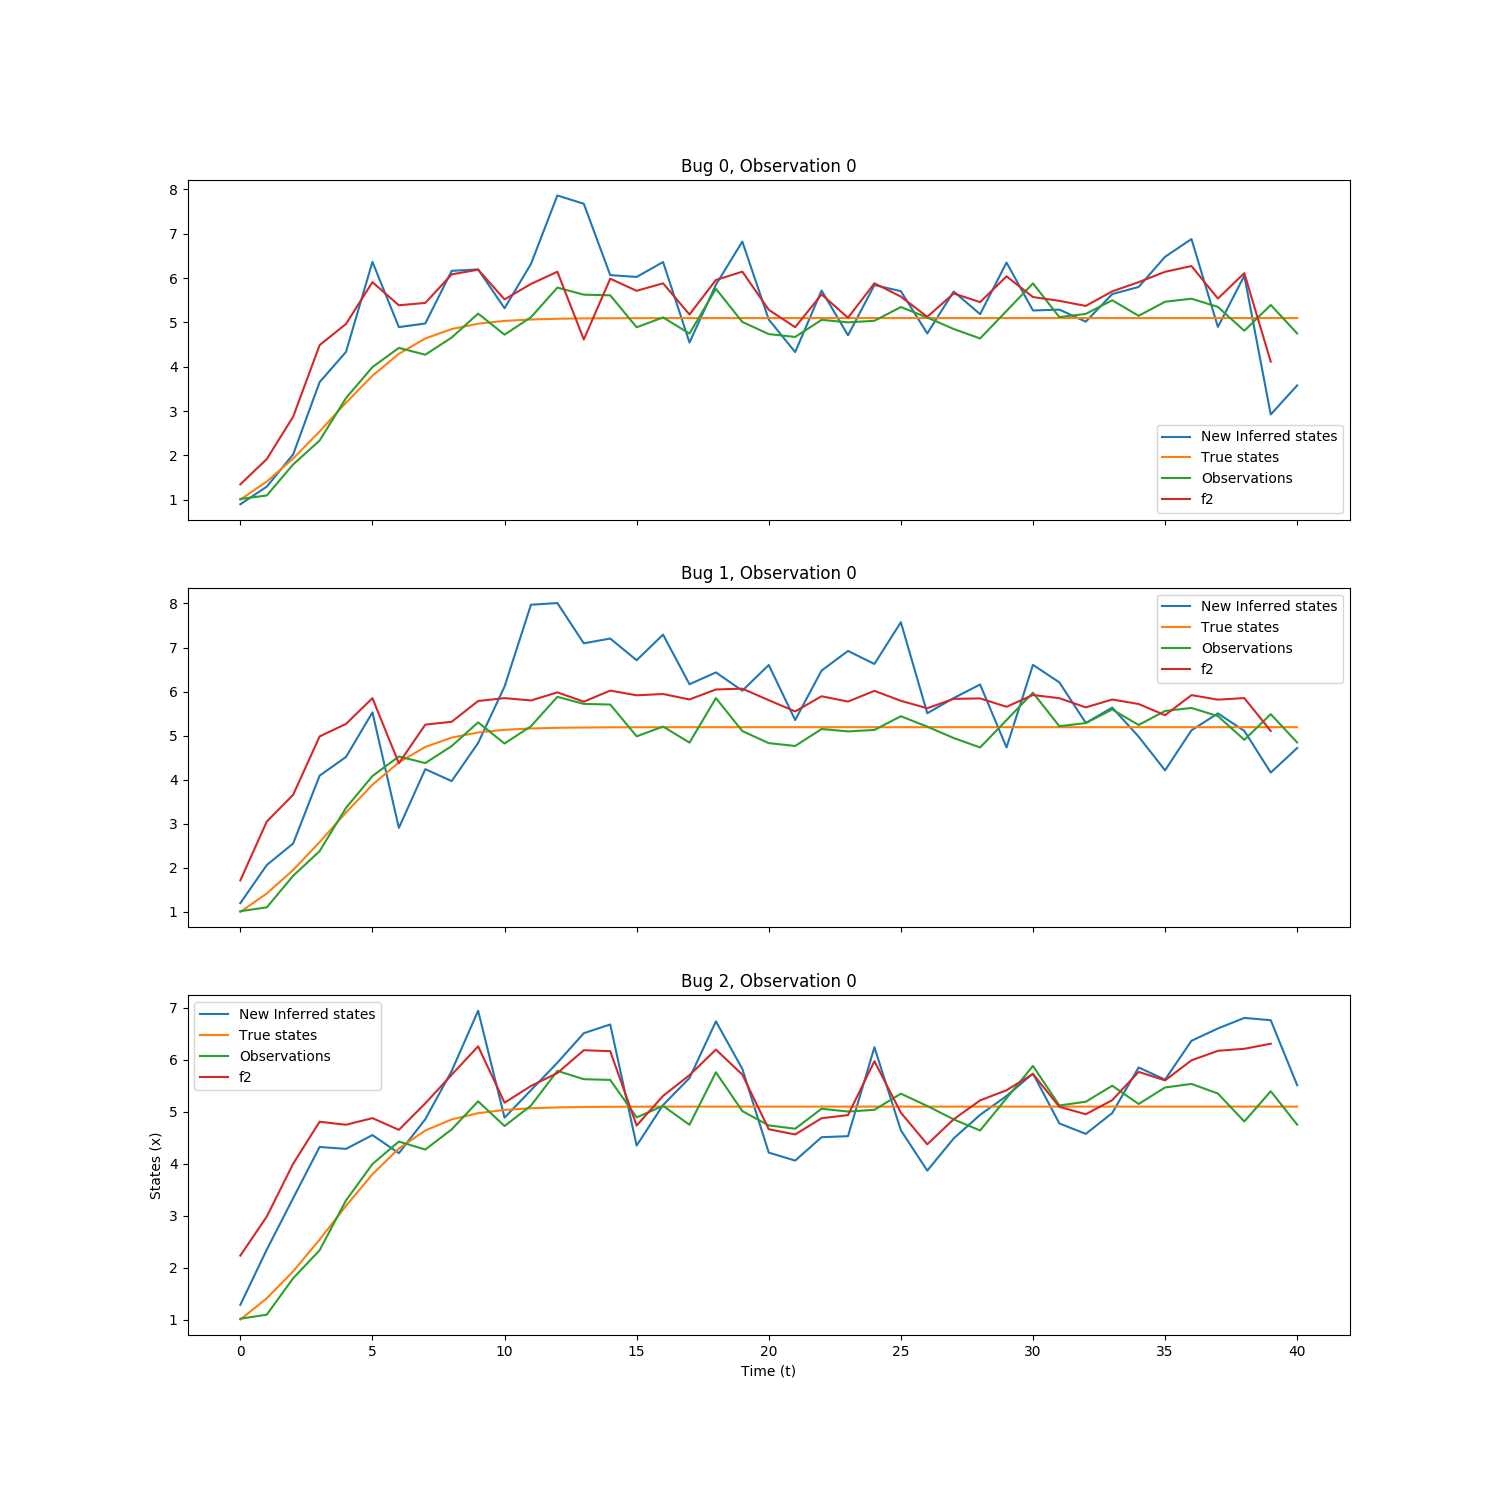 Bug 0, Observation 0
8
7
6
5
4
3
2
1
New Inferred states
True states
Observations
f2
Bug 1, Observation 0
8
7
6
5
4
3
2
1
New Inferred states
True states
Observations
f2
Bug 2, Observation 0
7
6
5
4
3
2
1
New Inferred states
True states
Observations
f2
States (x)
0 5 10 15 20 25 30 35 40
Time (t)